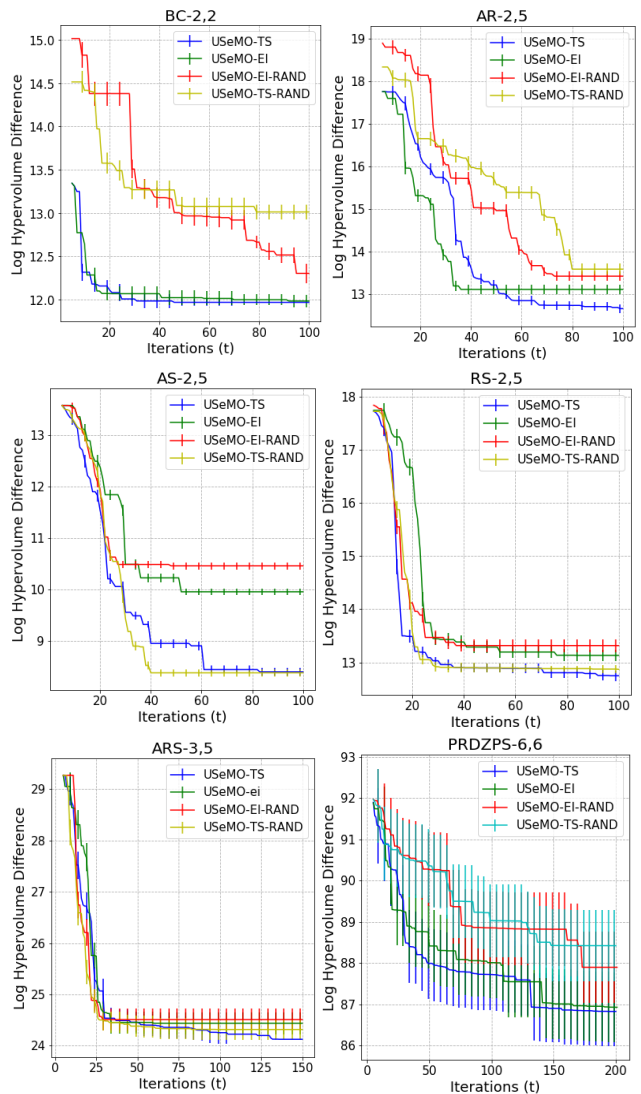 BC-2,2
Log Hypervolume Difference
15.0
14.5
14.0
13.5
13.0
12.5
12.0
USeMO-TS
USeMO-EI
USeMO-EI-RAND
USeMO-TS-RAND
20 40 60 80 100
Iterations (t)
AR-2,5
Log Hypervolume Difference
19
18
17
16
15
14
13
USeMO-TS
USeMO-EI
USeMO-EI-RAND
USeMO-TS-RAND
20 40 60 80 100
Iterations (t)
AS-2,5
Log Hypervolume Difference
13
12
11
10
9
USeMO-TS
USeMO-EI
USeMO-EI-RAND
USeMO-TS-RAND
20 40 60 80 100
Iterations (t)
RS-2,5
Log Hypervolume Difference
18
17
16
15
14
13
USeMO-TS
USeMO-EI
USeMO-EI-RAND
USeMO-TS-RAND
20 40 60 80 100
Iterations (t)
ARS-3,5
Log Hypervolume Difference
29
28
27
26
25
24
USeMO-TS
USeMO-ei
USeMO-EI-RAND
USeMO-TS-RAND
0 25 50 75 100 125 150
Iterations (t)
PRDZPS-6,6
Log Hypervolume Difference
93
92
91
90
89
88
87
86
USeMO-TS
USeMO-EI
USeMO-EI-RAND
USeMO-TS-RAND
0 50 100 150 200
Iterations (t)